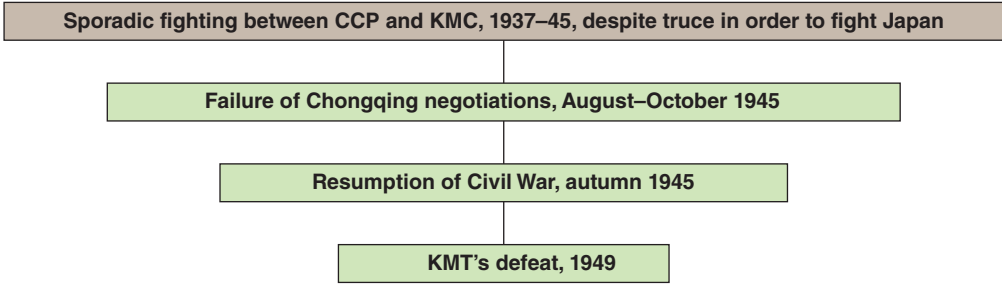 Sporadic fighting between CCP and KMC, 1937–45, despite truce in order to fight Japan
Failure of Chongqing negotiations, August–October 1945
Resumption of Civil War, autumn 1945
KMT’s defeat, 1949